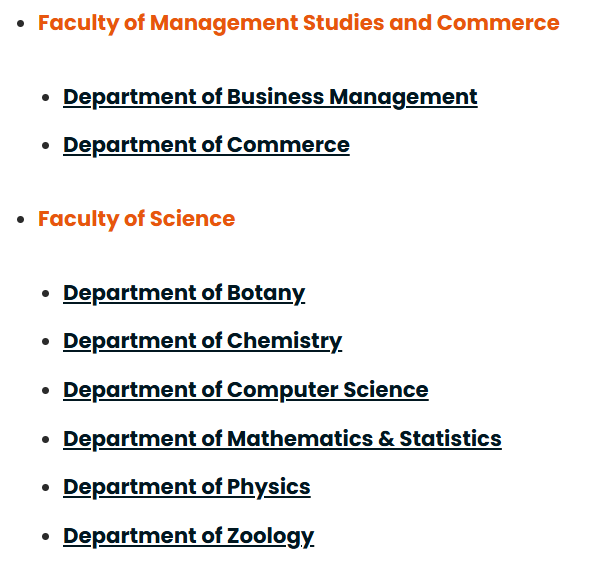 Faculty of Management Studies and Commerce
Department of Business Management
Department of Commerce
Faculty of Science
Department of Botany
Department of Chemistry
Department of Computer Science
Department of Mathematics & Statistics
Department of Physics
Department of Zoology